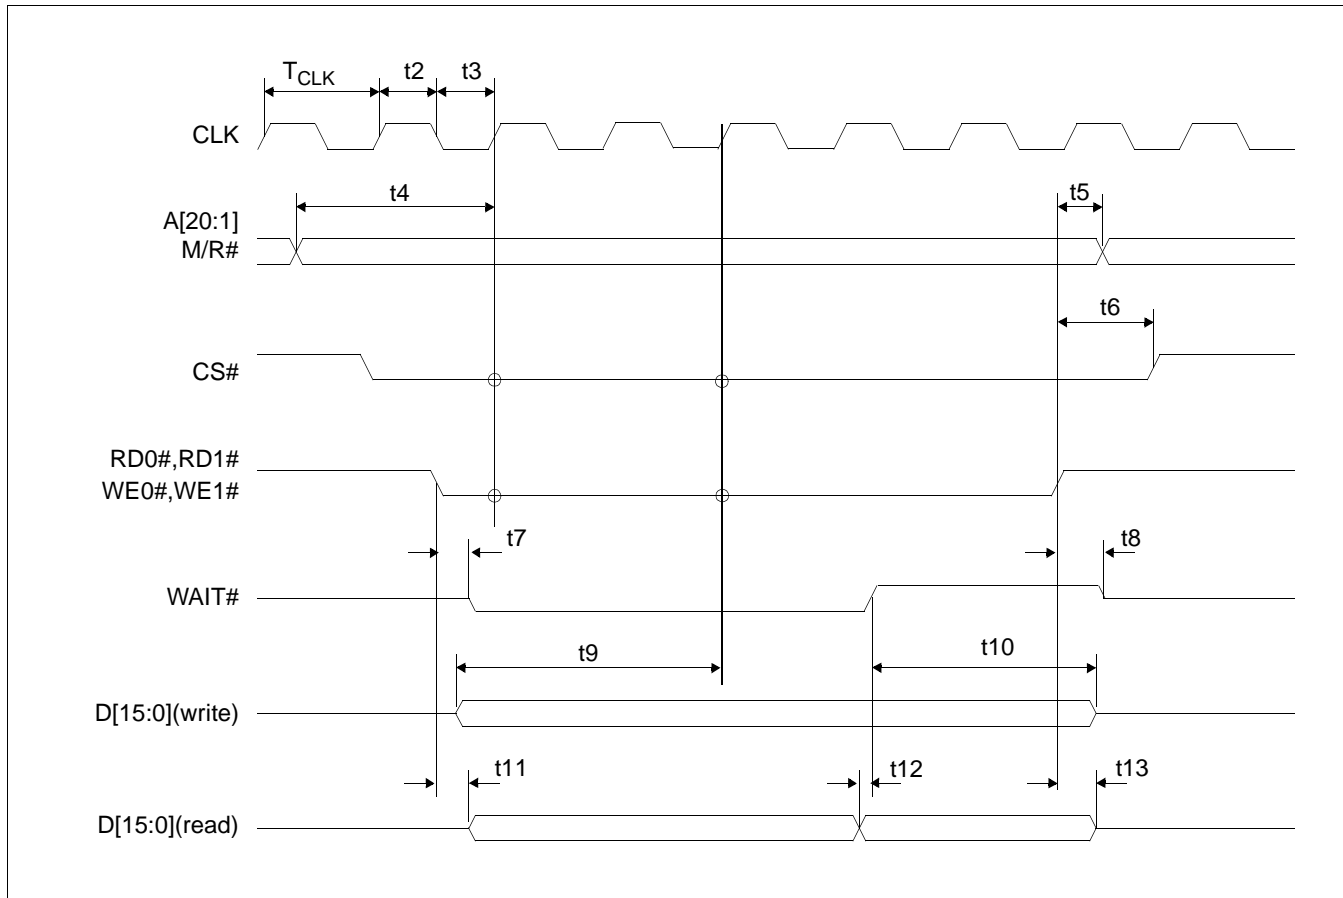 TCLK t2 t3
CLK
t4 t5
A[20:1]
M/R#
t6
CS#
RD0#,RD1#
WE0#,WE1#
t7 t8
WAIT#
t9 t10
D[15:0](write)
t11 t12 t13
D[15:0](read)